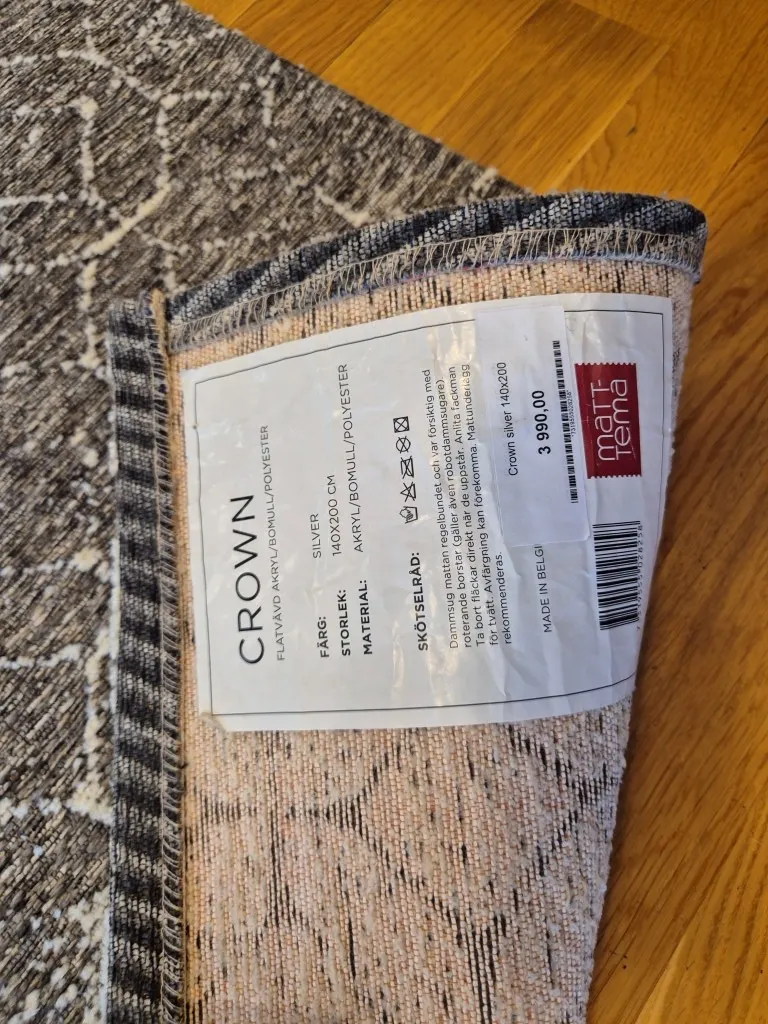 CROWN
FLATVÄVD AKRYL/BOMULL/POLYESTER
FÄRG: SILVER
STORLEK: 140X200 CM
MATERIAL: AKRYL/BOMULL/POLYESTER
SKÖTSELRÅD:
Dammsug mattan regelbundet och var försiktig med
roterande borstar (gäller även robotdammsugare)
Ta bort fläckar direkt när de uppstår. Anlita fackman
för tvätt. Avfärgning kan förekomma. Mattunderlägg
rekommenderas.
MADE IN BELGI
Crown silver 140x200
3 990,00
matt-
Tema